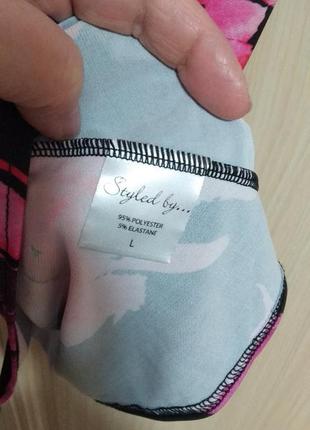 Styled by...
95% POLYESTER
5% ELASTANE
L